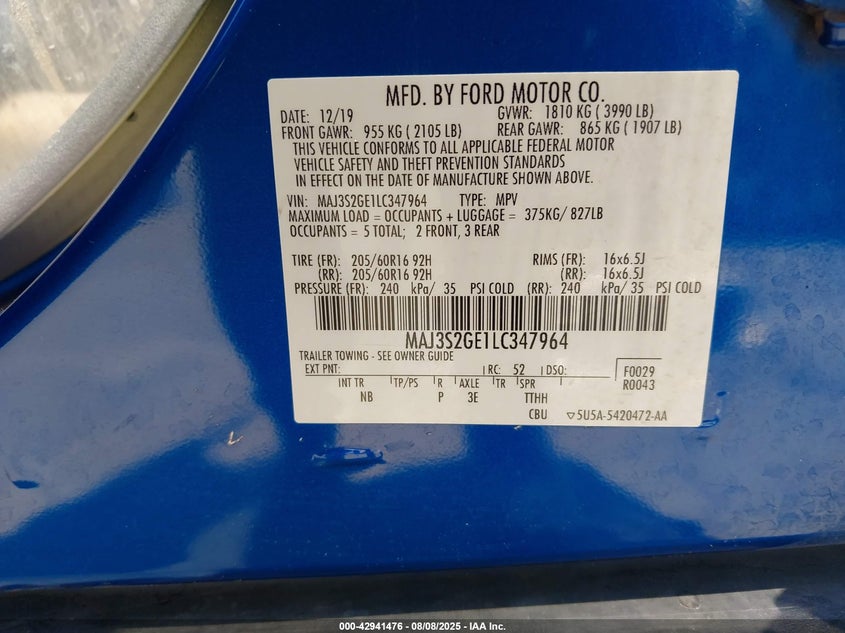 MFD. BY FORD MOTOR CO.
DATE: 12/19 GVWR: 1810 KG ( 3990 LB)
FRONT GAWR: 955 KG ( 2105 LB) REAR GAWR: 865 KG ( 1907 LB)
THIS VEHICLE CONFORMS TO ALL APPLICABLE FEDERAL MOTOR
VEHICLE SAFETY AND THEFT PREVENTION STANDARDS
IN EFFECT ON THE DATE OF MANUFACTURE SHOWN ABOVE.
VIN: MAJ3S2GE1LC347964 TYPE: MPV
MAXIMUM LOAD = OCCUPANTS + LUGGAGE = 375KG/ 827LB
OCCUPANTS = 5 TOTAL; 2 FRONT, 3 REAR
TIRE (FR): 205/60R16 92H RIMS (FR): 16x6.5J
(RR): 205/60R16 92H (RR): 16x6.5J
PRESSURE (FR): 240 kPa/ 35 PSI COLD (RR): 240 kPa/ 35 PSI COLD
MAJ3S2GE1LC347964
TRAILER TOWING - SEE OWNER GUIDE
EXT PNT: RC: 52 DSO: F0029
R0043
INT TR TP/PS R AXLE TR SPR
NB P 3E TTHH
CBU ▽5U5A-5420472-AA
000-42941476 - 08/08/2025 - IAA Inc.